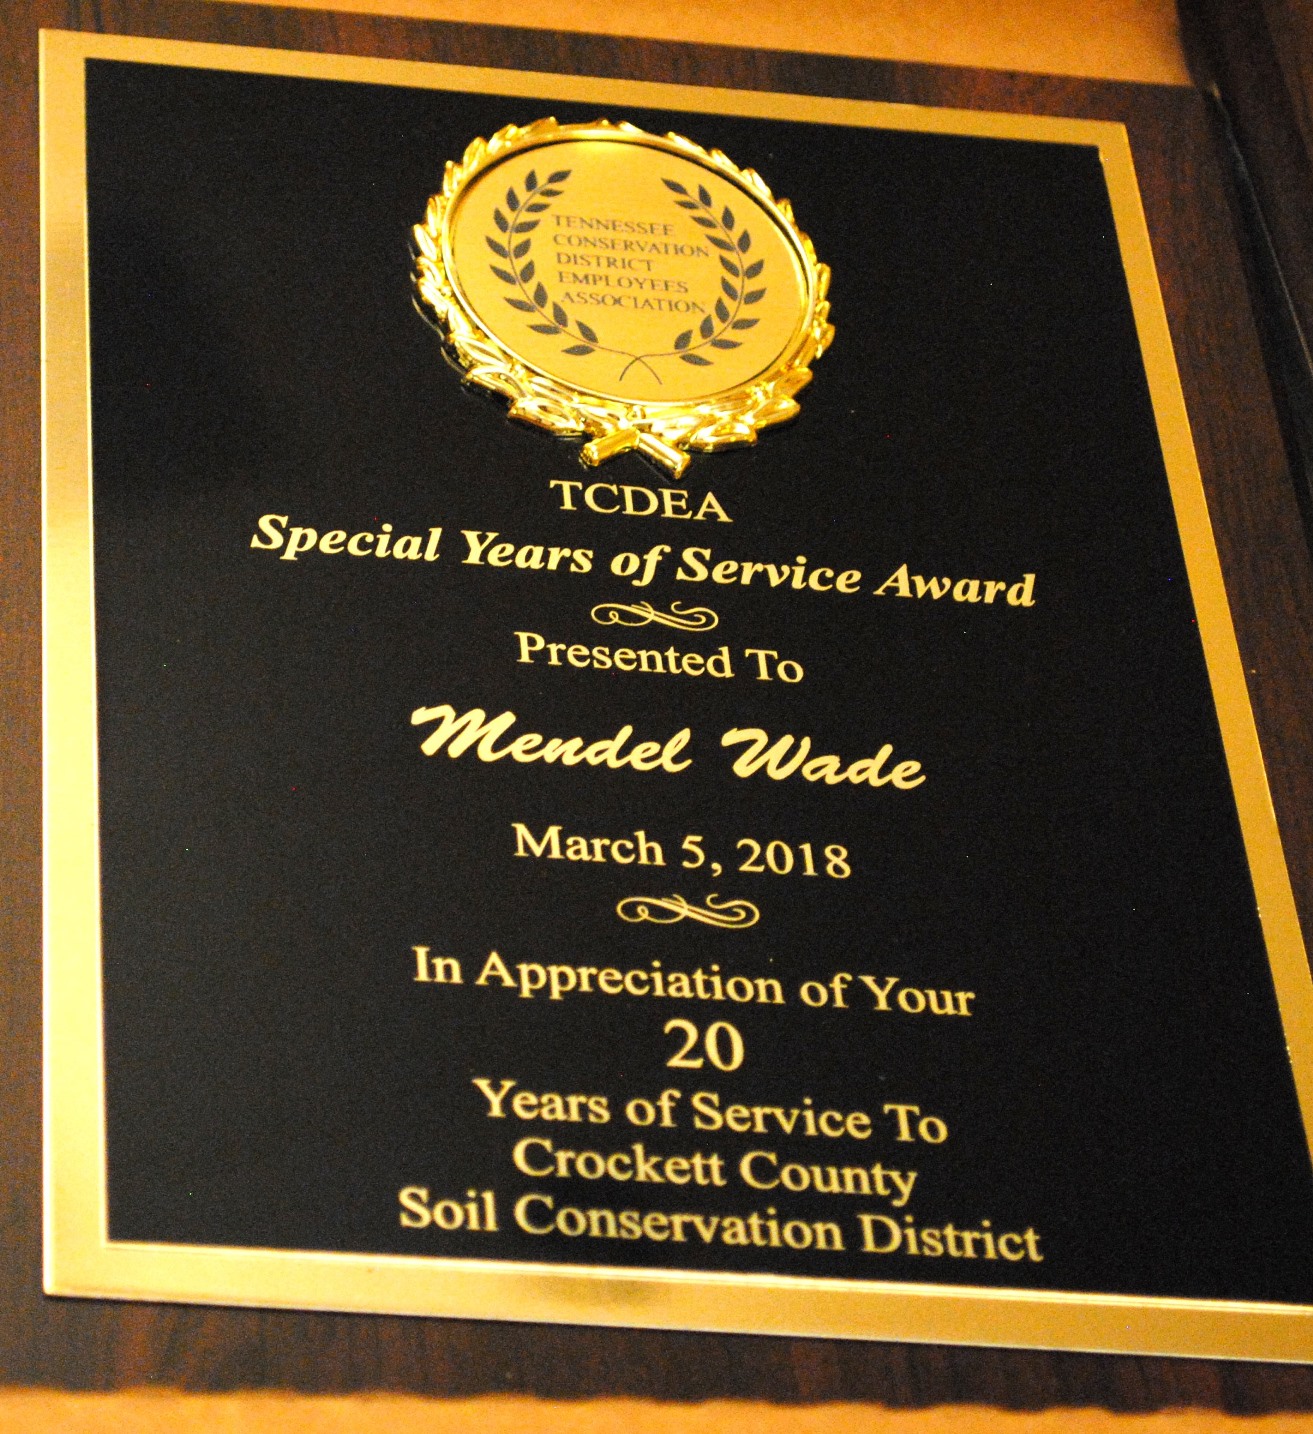 TENNESSEE
CONSERVATION
DISTRICT
EMPLOYEES
ASSOCIATION
TCDEA
Special Years of Service Award
Presented To
Mendel Wade
March 5, 2018
In Appreciation of Your
20
Years of Service To
Crockett County
Soil Conservation District